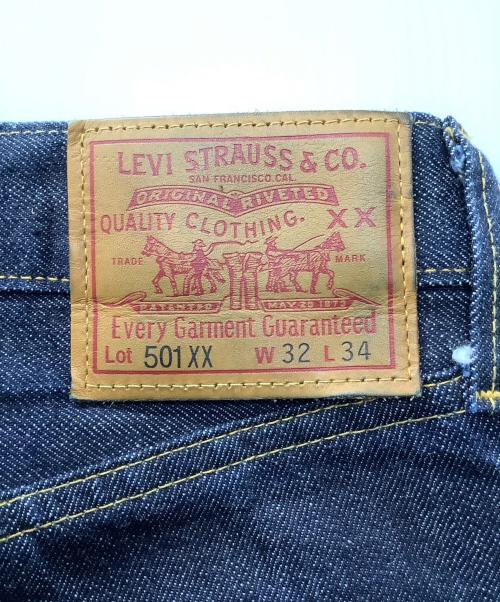 LEVI STRAUSS & CO.
SAN FRANCISCO, CAL.
ORIGINAL RIVETED
QUALITY CLOTHING. XX
TRADE MARK
PATENTED MAY 20 1873
Every Garment Guaranteed
Lot 501XX W 32 L 34